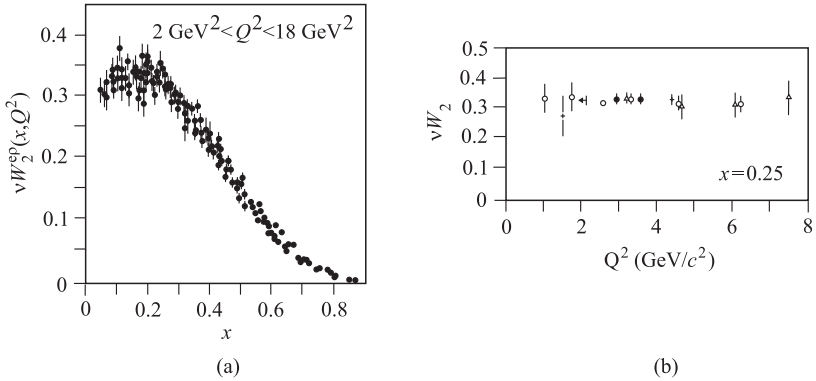 2 GeV²<Q²<18 GeV²
νW₂ᵉᵖ(x,Q²)
0.4
0.3
0.2
0.1
0
0 0.2 0.4 0.6 0.8
x
(a)
νW₂
0.5
0.4
0.3
0.2
0.1
0
x=0.25
0 2 4 6 8
Q² (GeV/c²)
(b)